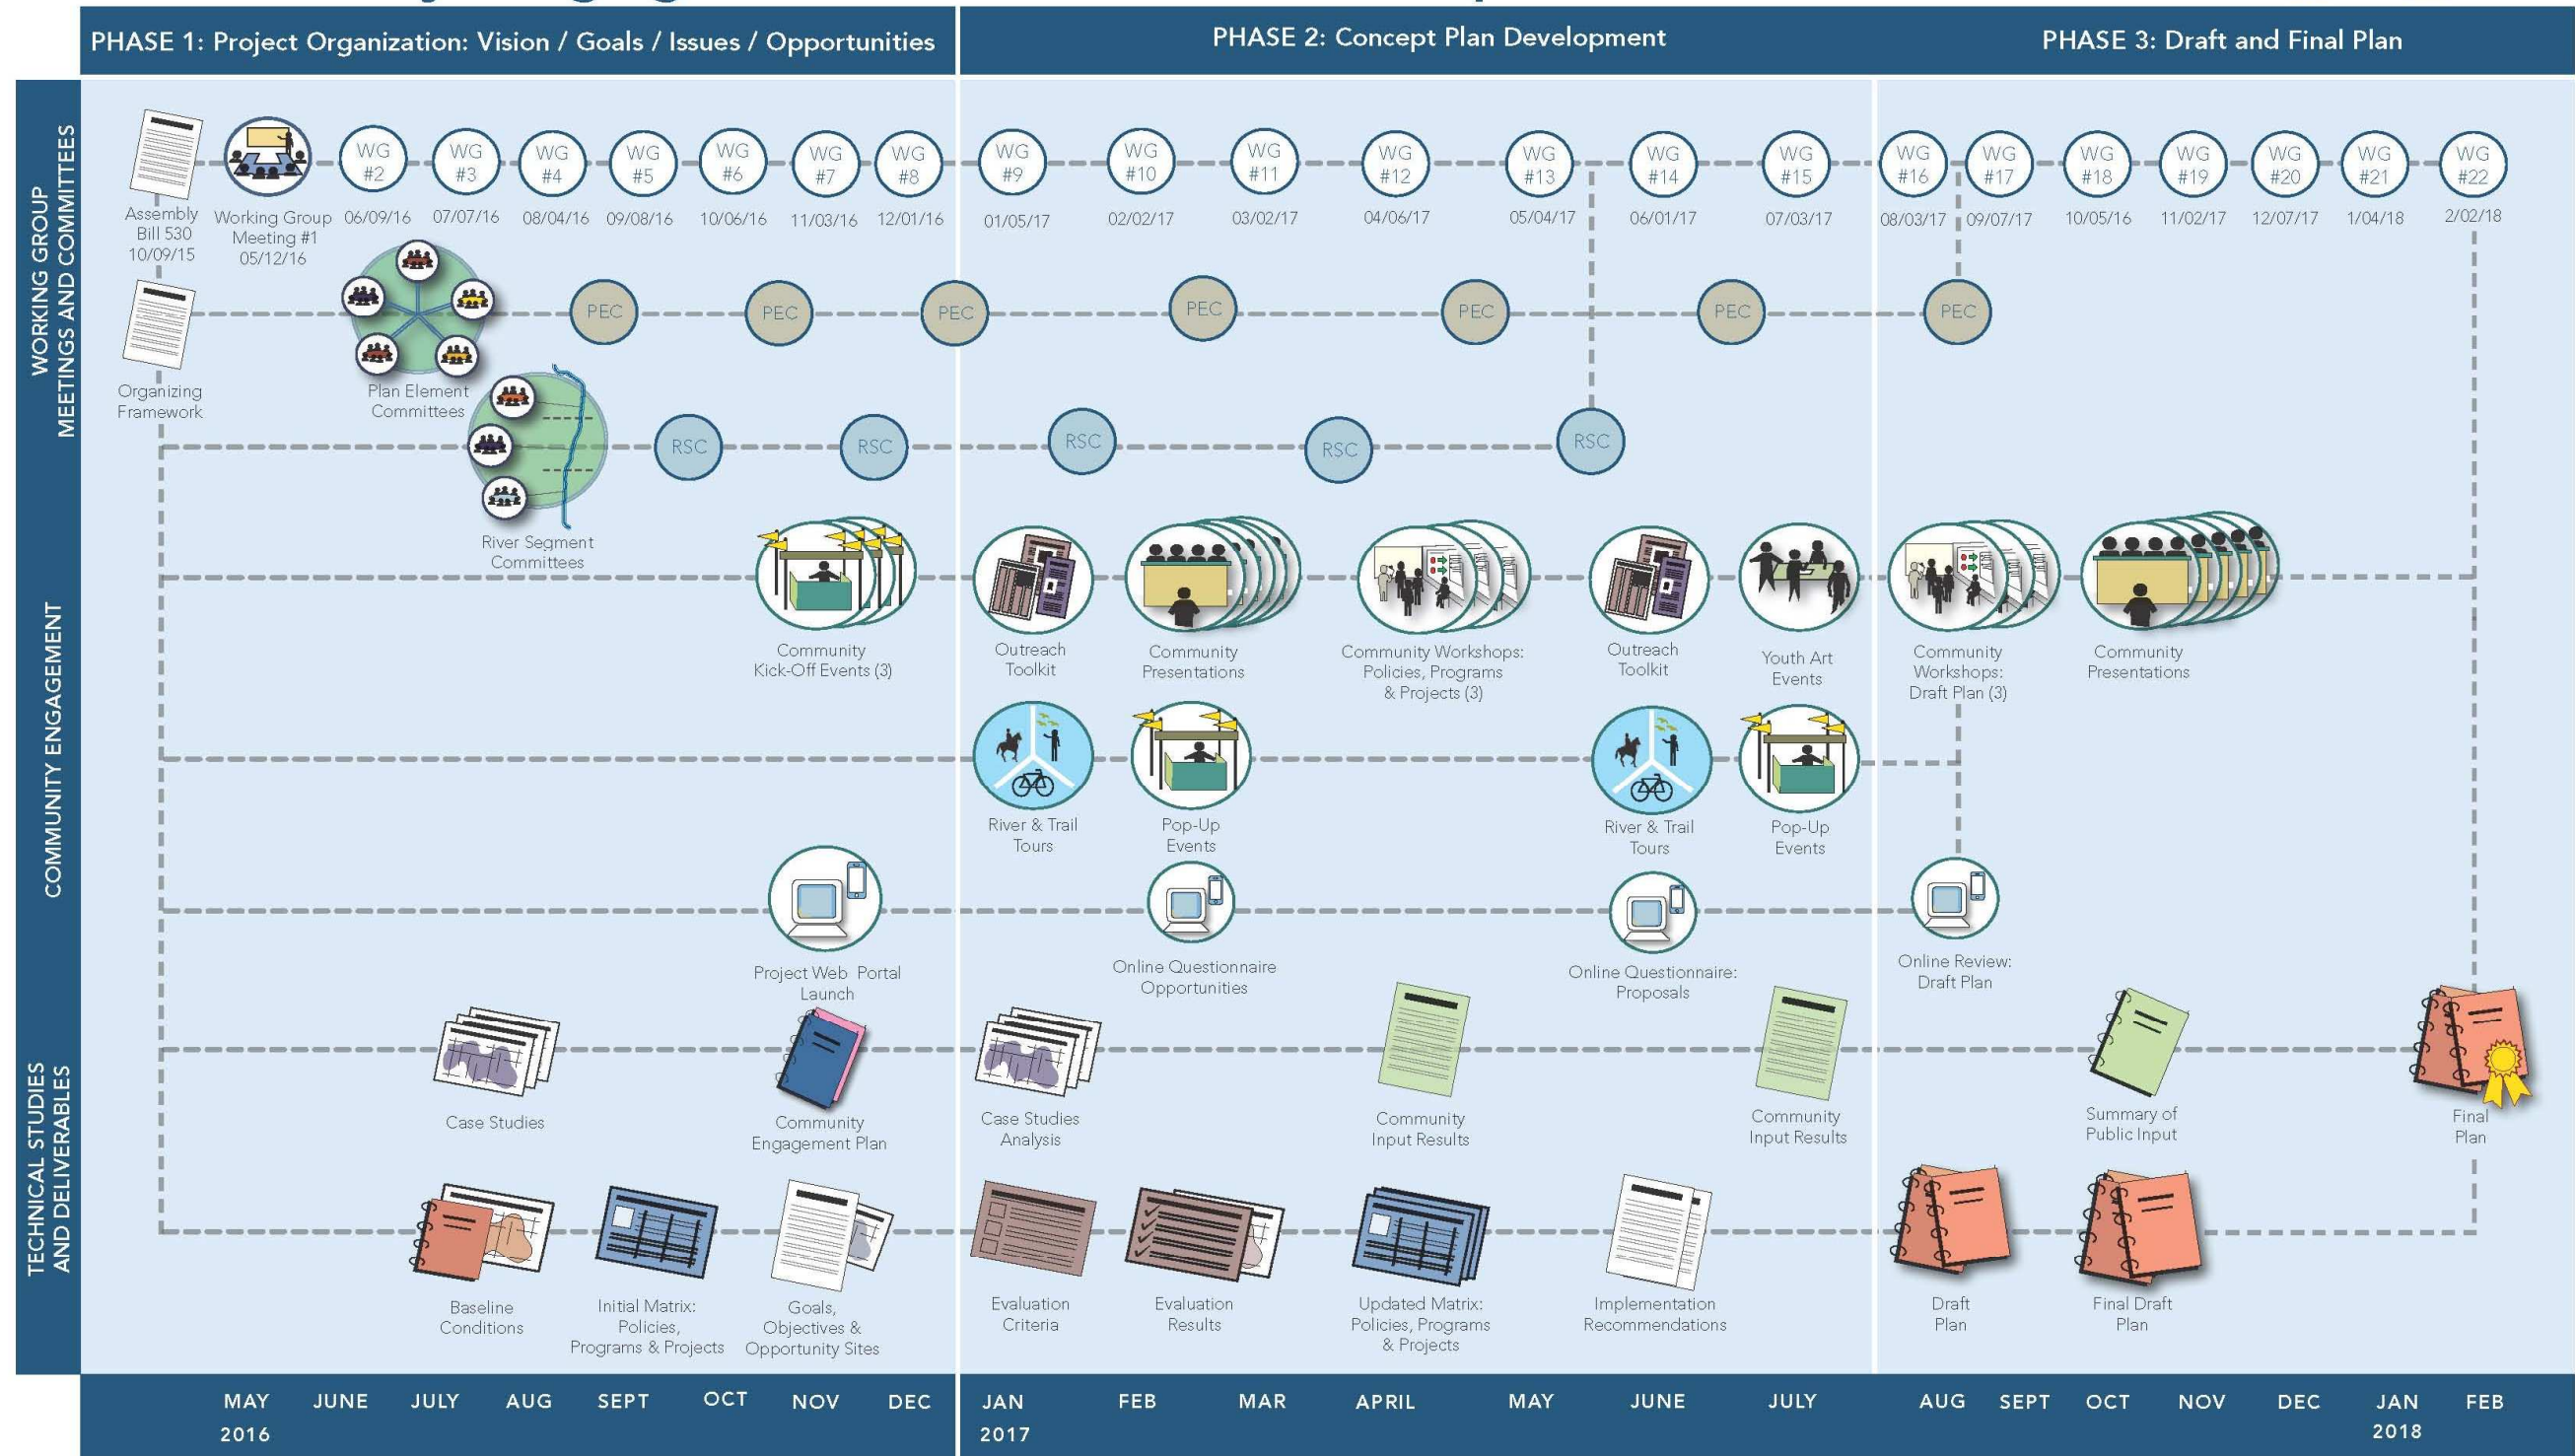 PHASE 1: Project Organization: Vision / Goals / Issues / Opportunities
PHASE 2: Concept Plan Development
PHASE 3: Draft and Final Plan
WORKING GROUP
MEETINGS AND COMMITTEES
WG
#2
WG
#3
WG
#4
WG
#5
WG
#6
WG
#7
WG
#8
WG
#9
WG
#10
WG
#11
WG
#12
WG
#13
WG
#14
WG
#15
WG
#16
WG
#17
WG
#18
WG
#19
WG
#20
WG
#21
WG
#22
Assembly
Bill 530
10/09/15
Working Group
Meeting #1
05/12/16
06/09/16
07/07/16
08/04/16
09/08/16
10/06/16
11/03/16
12/01/16
01/05/17
02/02/17
03/02/17
04/06/17
05/04/17
06/01/17
07/03/17
08/03/17
09/07/17
10/05/16
11/02/17
12/07/17
1/04/18
2/02/18
PEC
PEC
PEC
PEC
PEC
PEC
PEC
Organizing
Framework
Plan Element
Committees
RSC
RSC
RSC
RSC
RSC
River Segment
Committees
COMMUNITY ENGAGEMENT
Community
Kick-Off Events (3)
Outreach
Toolkit
Community
Presentations
Community Workshops:
Policies, Programs
& Projects (3)
Outreach
Toolkit
Youth Art
Events
Community
Workshops:
Draft Plan (3)
Community
Presentations
River & Trail
Tours
Pop-Up
Events
River & Trail
Tours
Pop-Up
Events
Project Web Portal
Launch
Online Questionnaire
Opportunities
Online Questionnaire:
Proposals
Online Review:
Draft Plan
TECHNICAL STUDIES
AND DELIVERABLES
Case Studies
Community
Engagement Plan
Case Studies
Analysis
Community
Input Results
Community
Input Results
Summary of
Public Input
Final
Plan
Baseline
Conditions
Initial Matrix:
Policies,
Programs & Projects
Goals,
Objectives &
Opportunity Sites
Evaluation
Criteria
Evaluation
Results
Updated Matrix:
Policies, Programs
& Projects
Implementation
Recommendations
Draft
Plan
Final Draft
Plan
MAY
2016
JUNE
JULY
AUG
SEPT
OCT
NOV
DEC
JAN
2017
FEB
MAR
APRIL
MAY
JUNE
JULY
AUG
SEPT
OCT
NOV
DEC
JAN
2018
FEB